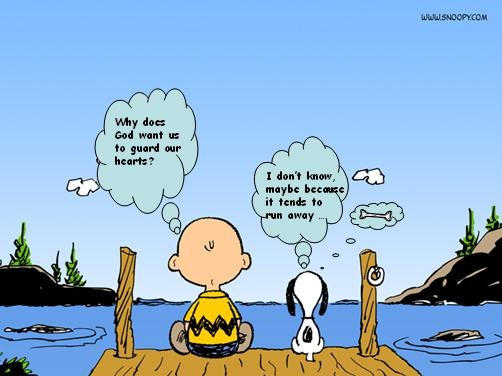 WWW.SNOOPY.COM
Why does
God want us
to guard our
hearts?
I don't know,
maybe because
it tends to
run away ...